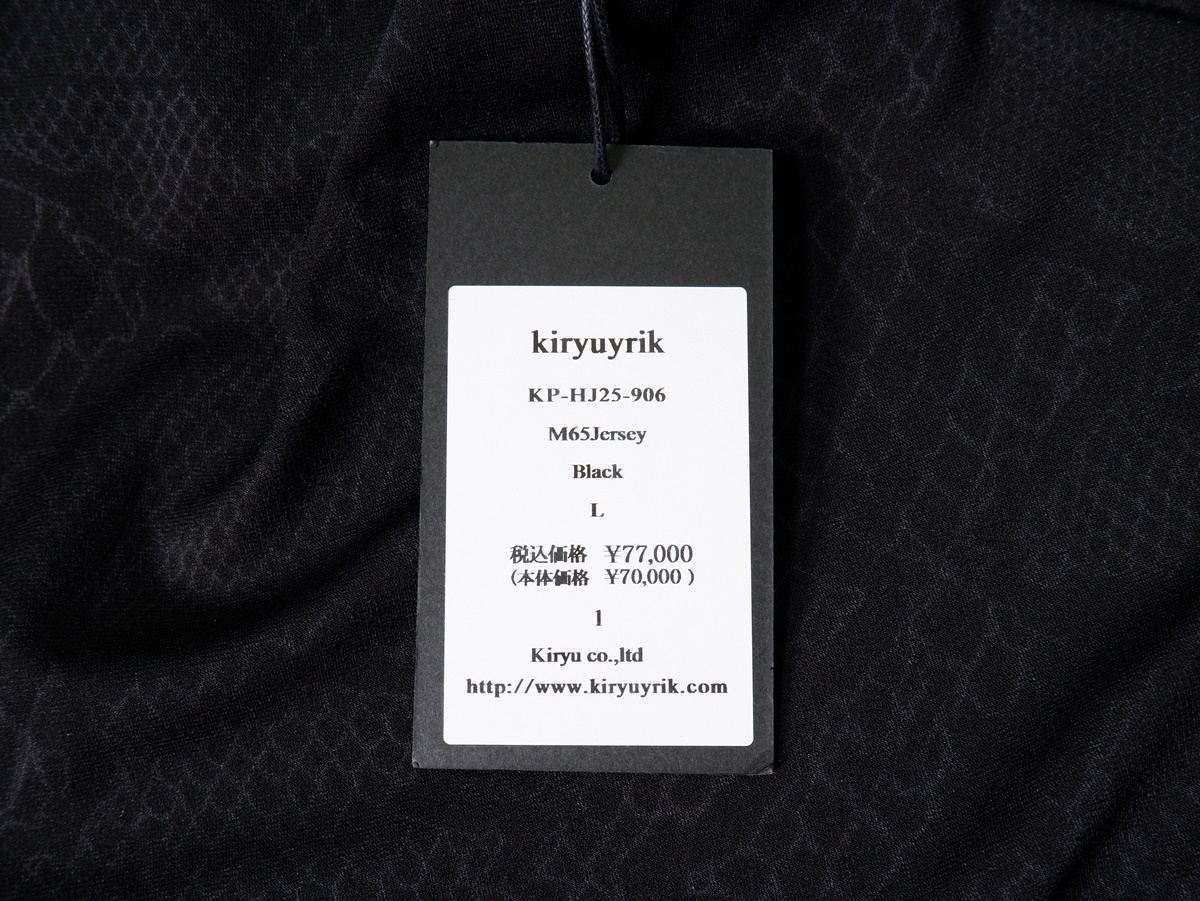 kiryuyrik
KP-HJ25-906
M65Jersey
Black
L
税込価格 ¥77,000
(本体価格 ¥70,000 )
1
Kiryu co.,ltd
http://www.kiryuyrik.com